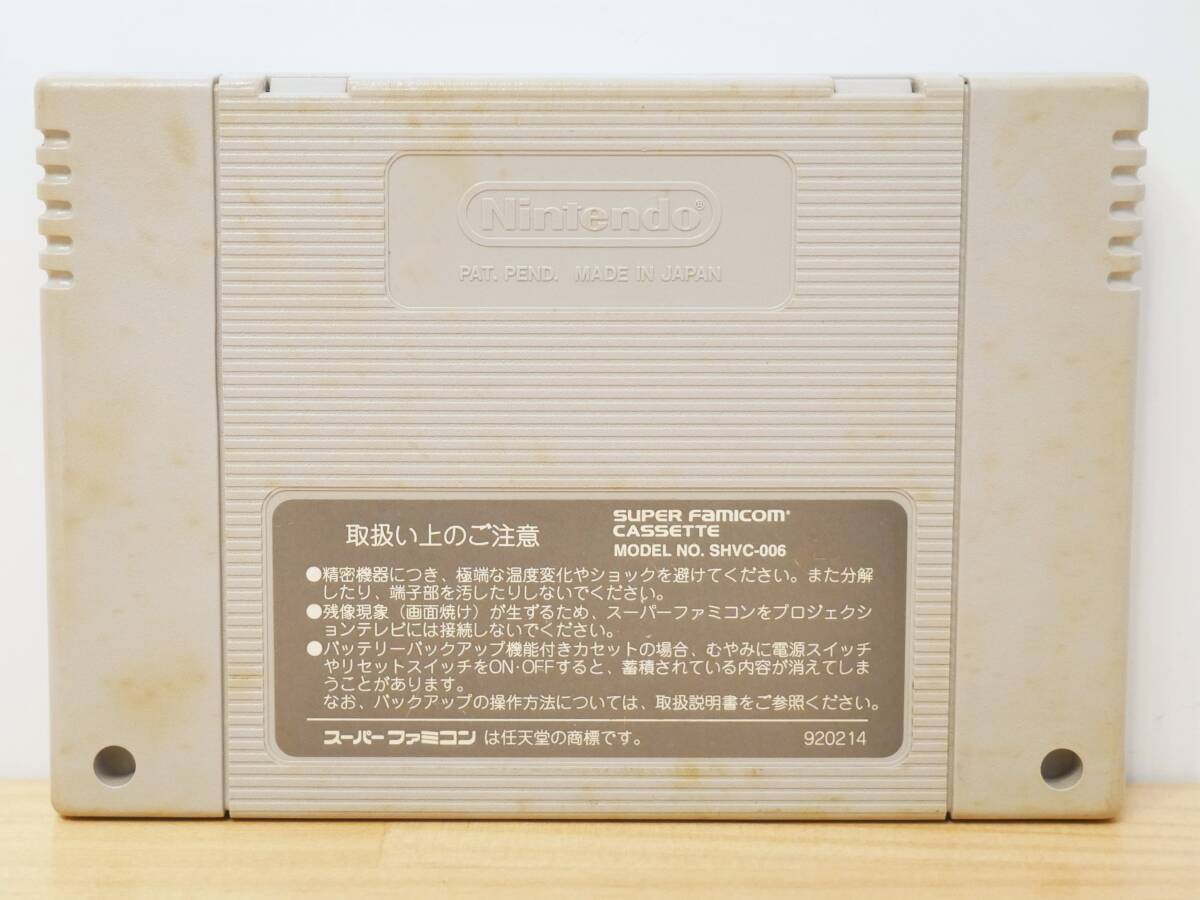 Nintendo®
PAT. PEND. MADE IN JAPAN
取扱い上のご注意
SUPER FAMICOM®
CASSETTE
MODEL NO. SHVC-006
●精密機器につき、極端な温度変化やショックを避けてください。また分解
したり、端子部を汚したりしないでください。
●残像現象（画面焼け）が生ずるため、スーパーファミコンをプロジェクシ
ョンテレビには接続しないでください。
●バッテリーバックアップ機能付きカセットの場合、むやみに電源スイッチ
やリセットスイッチをON·OFFすると、蓄積されている内容が消えてしま
うことがあります。
なお、バックアップの操作方法については、取扱説明書をご参照ください。
スーパーファミコン は任天堂の商標です。
920214